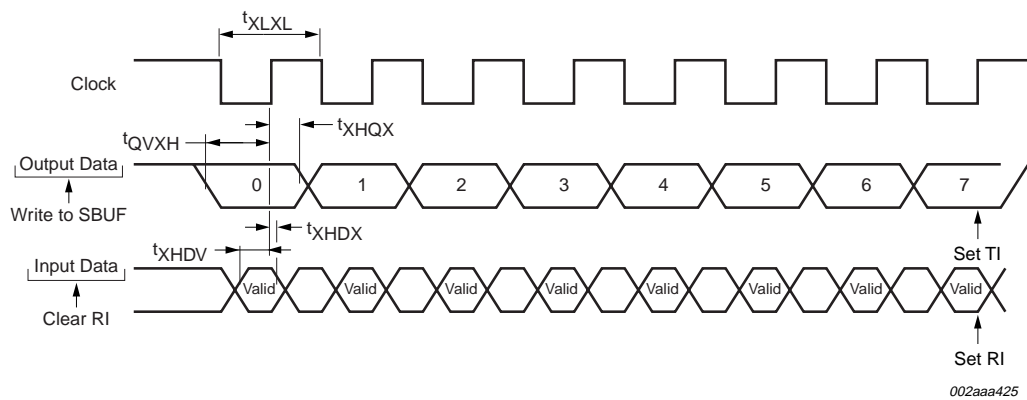 tXLXL
Clock
tXHQX
tQVXH
Output Data
0 1 2 3 4 5 6 7
Write to SBUF
tXHDX
Set TI
tXHDV
Input Data
Valid Valid Valid Valid Valid Valid Valid Valid
Clear RI
Set RI
002aaa425